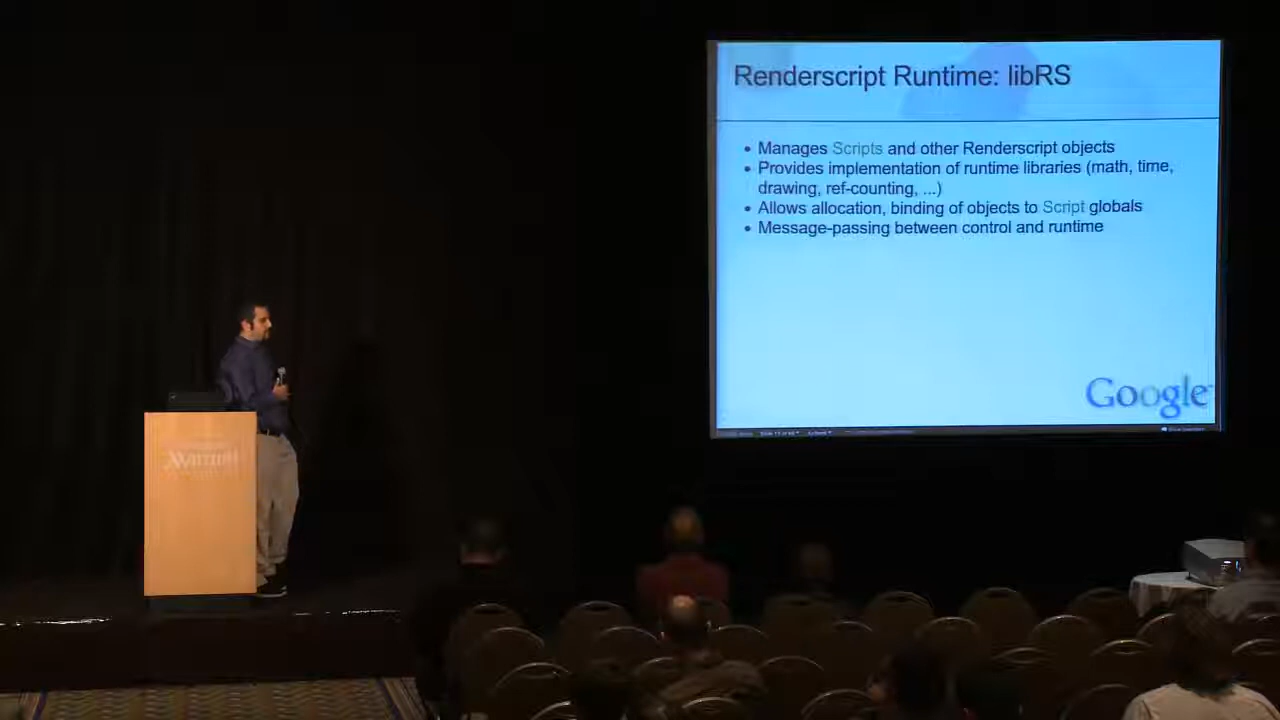 Renderscript Runtime: libRS
• Manages Scripts and other Renderscript objects
• Provides implementation of runtime libraries (math, time,
drawing, ref-counting, ...)
• Allows allocation, binding of objects to Script globals
• Message-passing between control and runtime
Google
Marriott